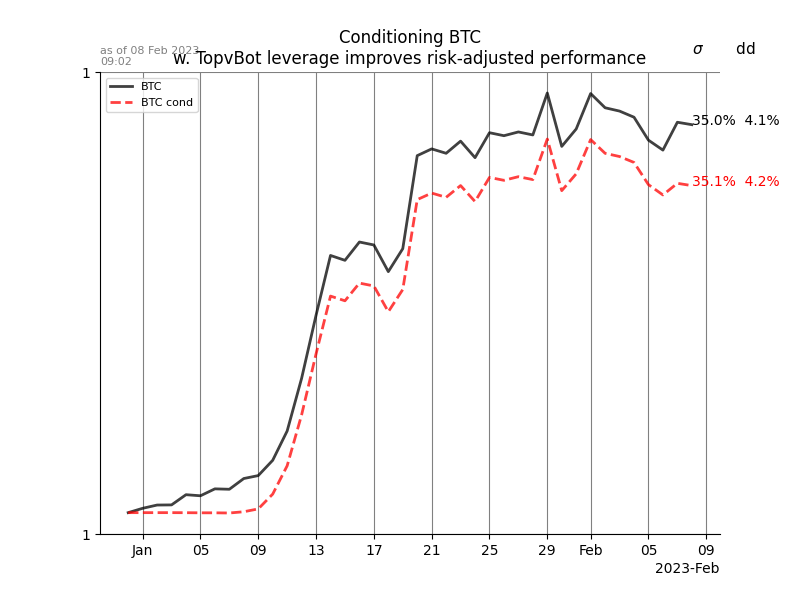 Conditioning BTC
w. TopvBot leverage improves risk-adjusted performance
as of 08 Feb 2023
09:02
σ dd
1
BTC
BTC cond
35.0% 4.1%
35.1% 4.2%
1
Jan 05 09 13 17 21 25 29 Feb 05 09
2023-Feb